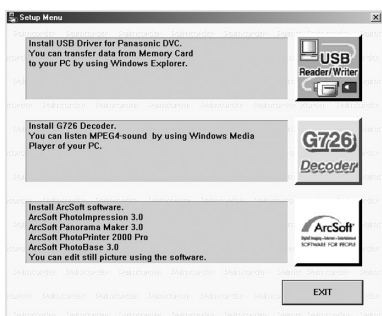 Setup Menu
Install USB Driver for Panasonic DVC.
You can transfer data from Memory Card
to your PC by using Windows Explorer.
USB
Reader/Writer
Install G726 Decoder.
You can listen MPEG4-sound by using Windows Media
Player of your PC.
G726
Decoder
Install ArcSoft software.
ArcSoft PhotoImpression 3.0
ArcSoft Panorama Maker 3.0
ArcSoft PhotoPrinter 2000 Pro
ArcSoft PhotoBase 3.0
You can edit still picture using the software.
ArcSoft
SOFTWARE FOR PEOPLE
EXIT